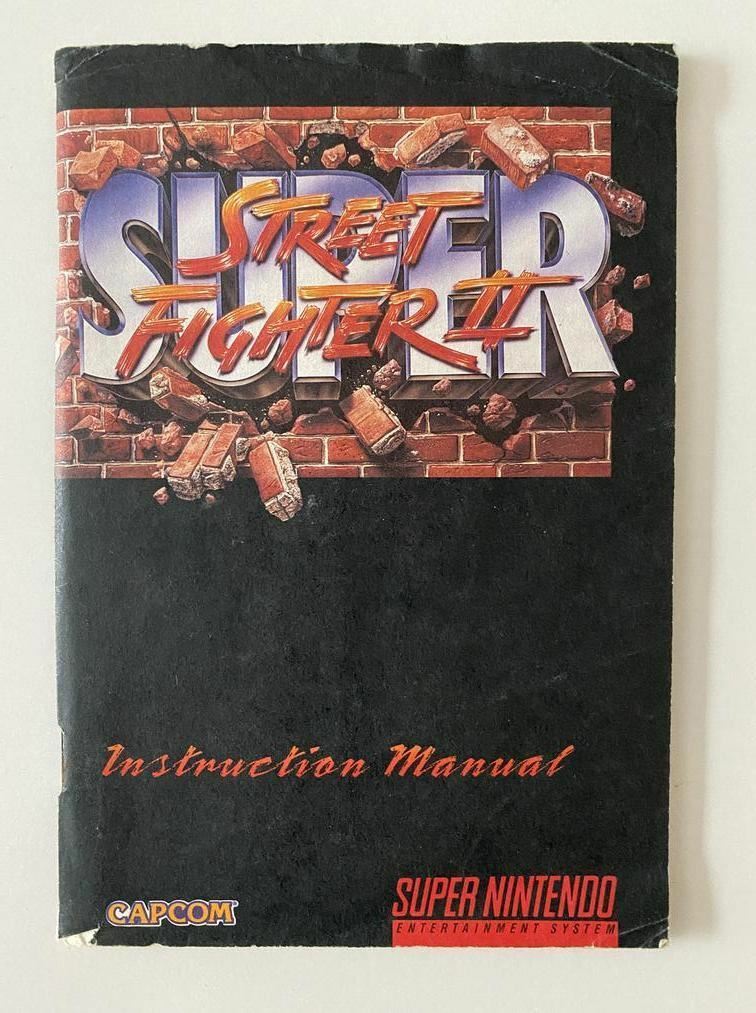 SUPER
STREET
FIGHTER II
Instruction Manual
CAPCOM
SUPER NINTENDO
ENTERTAINMENT SYSTEM